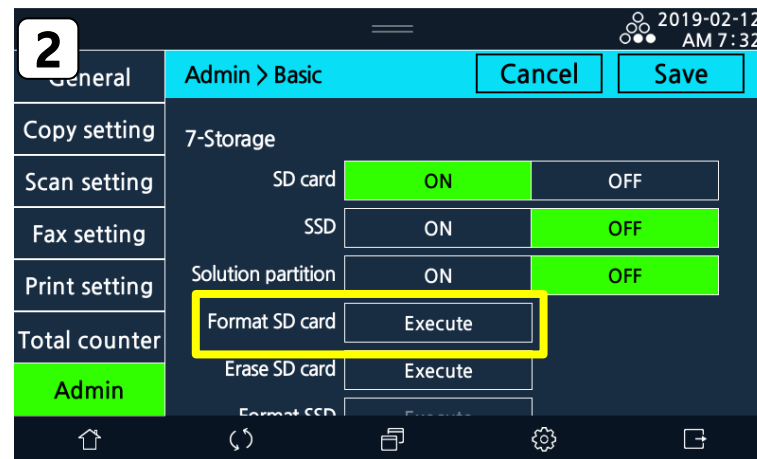 2019-02-12
AM 7:32
2
General
Admin > Basic
Cancel
Save
Copy setting
7-Storage
Scan setting
SD card
ON
OFF
Fax setting
SSD
ON
OFF
Print setting
Solution partition
ON
OFF
Total counter
Format SD card
Execute
Admin
Erase SD card
Execute
Format SSD
Execute